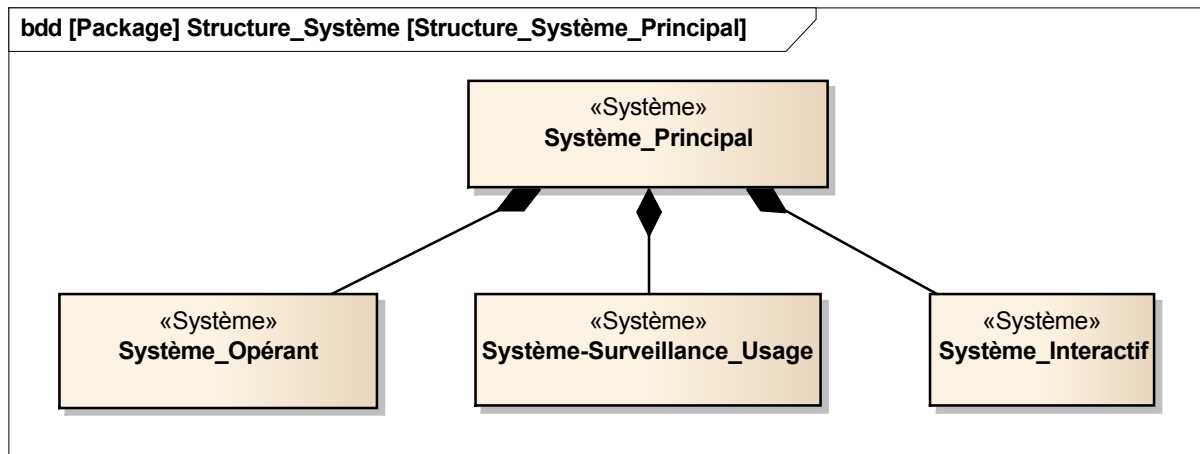 bdd [Package] Structure_Système [Structure_Système_Principal]
«Système»
Système_Principal
«Système»
Système_Opérant
«Système»
Système-Surveillance_Usage
«Système»
Système_Interactif